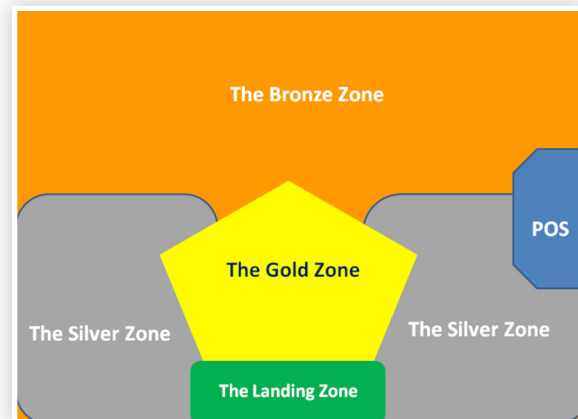 The Bronze Zone
POS
The Gold Zone
The Silver Zone
The Silver Zone
The Landing Zone